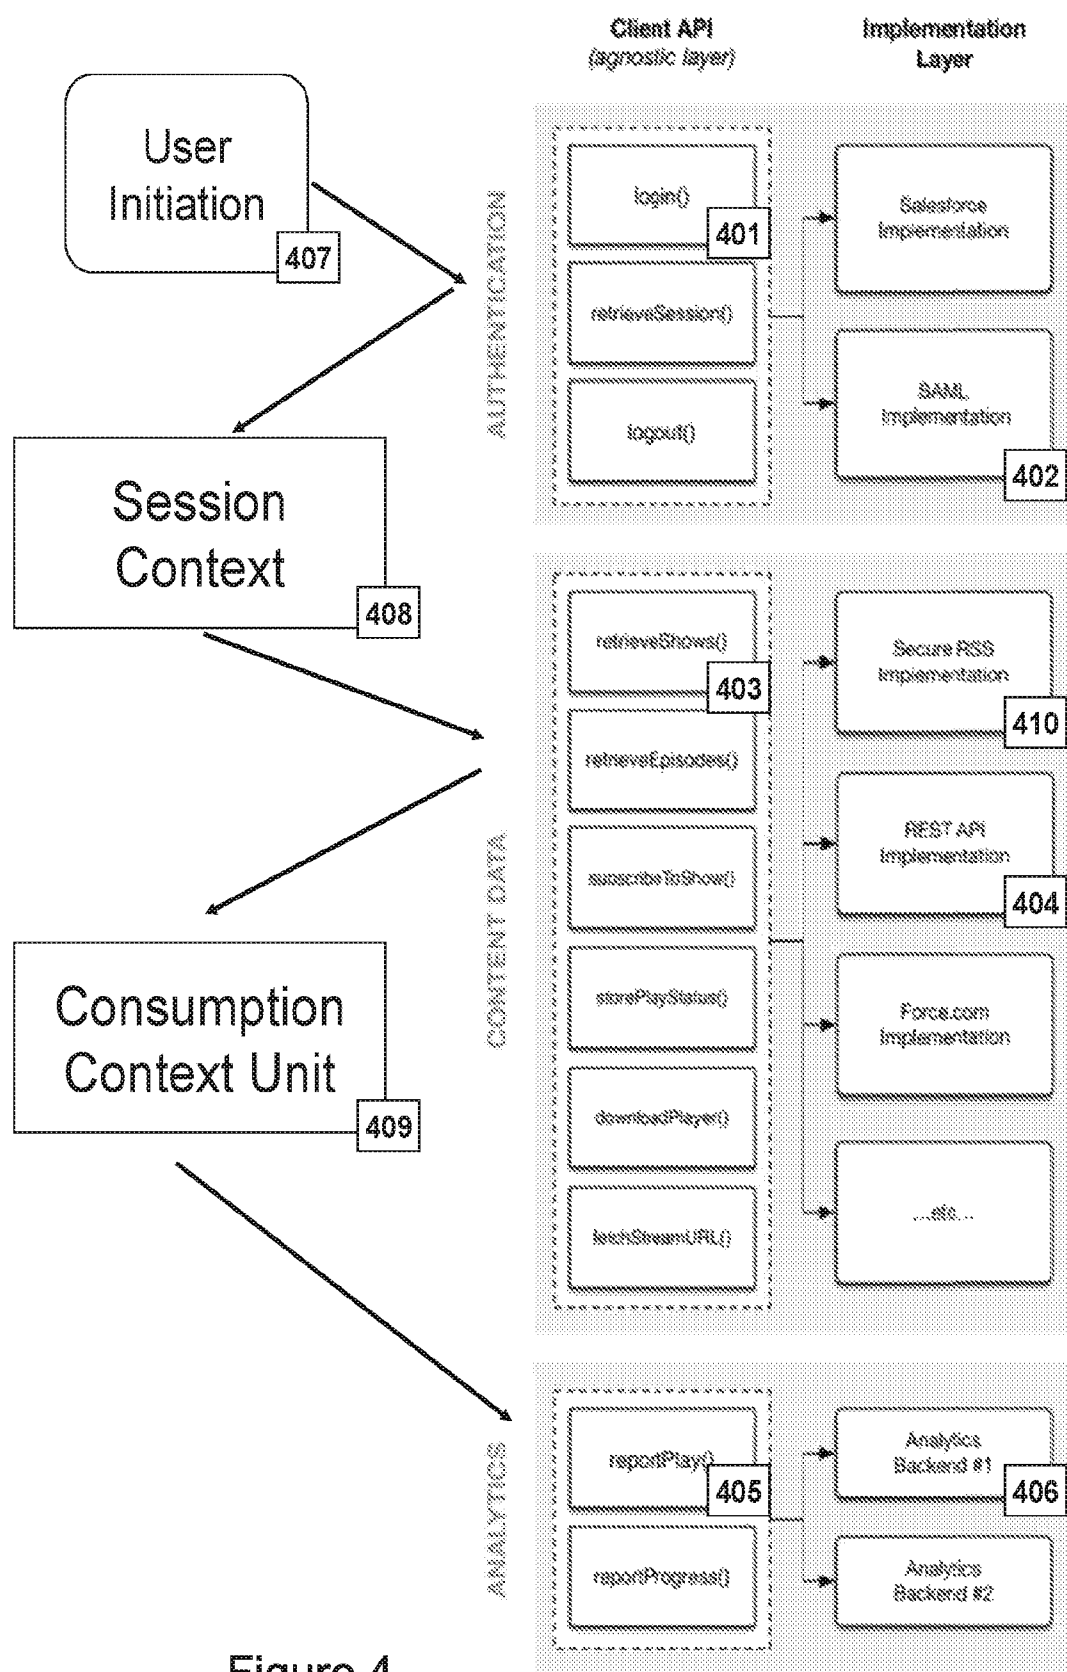 Client API
(agnostic layer)
Implementation
Layer
User
Initiation
407
AUTHENTICATION
login()
401
retrieveSession()
logout()
Salesforce
Implementation
SAML
Implementation
402
Session
Context
408
CONTENT DATA
retrieveShows()
403
retrieveEpisodes()
subscribeToShow()
storePlayStatus()
downloadPlayer()
fetchStreamURL()
Secure RSS
Implementation
410
REST API
Implementation
404
Force.com
Implementation
...etc...
Consumption
Context Unit
409
ANALYTICS
reportPlay()
405
reportProgress()
Analytics
Backend #1
406
Analytics
Backend #2
Figure 4